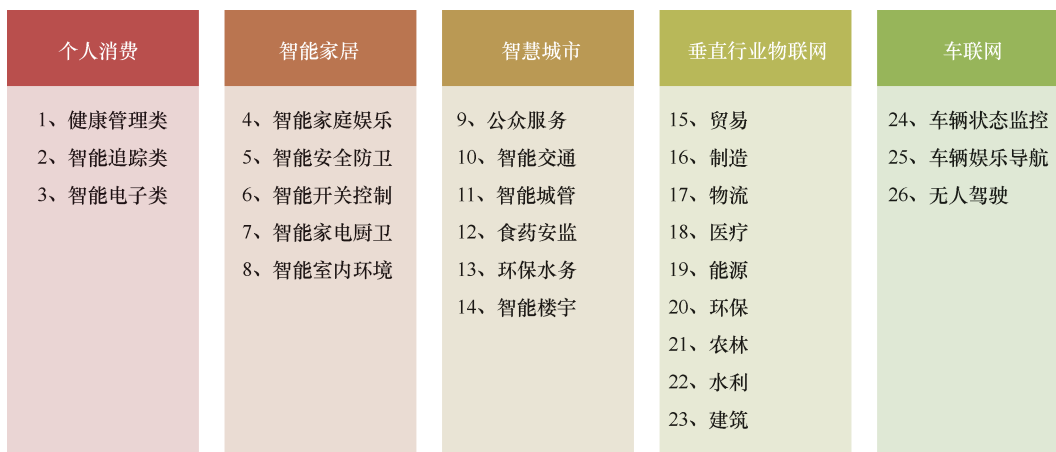 个人消费
1、健康管理类
2、智能追踪类
3、智能电子类
智能家居
4、智能家庭娱乐
5、智能安全防卫
6、智能开关控制
7、智能家电厨卫
8、智能室内环境
智慧城市
9、公众服务
10、智能交通
11、智能城管
12、食药安监
13、环保水务
14、智能楼宇
垂直行业物联网
15、贸易
16、制造
17、物流
18、医疗
19、能源
20、环保
21、农林
22、水利
23、建筑
车联网
24、车辆状态监控
25、车辆娱乐导航
26、无人驾驶